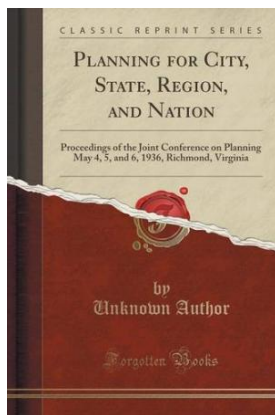 CLASSIC REPRINT SERIES
PLANNING FOR CITY,
STATE, REGION,
AND NATION
Proceedings of the Joint Conference on Planning
May 4, 5, and 6, 1936, Richmond, Virginia
by
Unknown Author
Forgotten Books